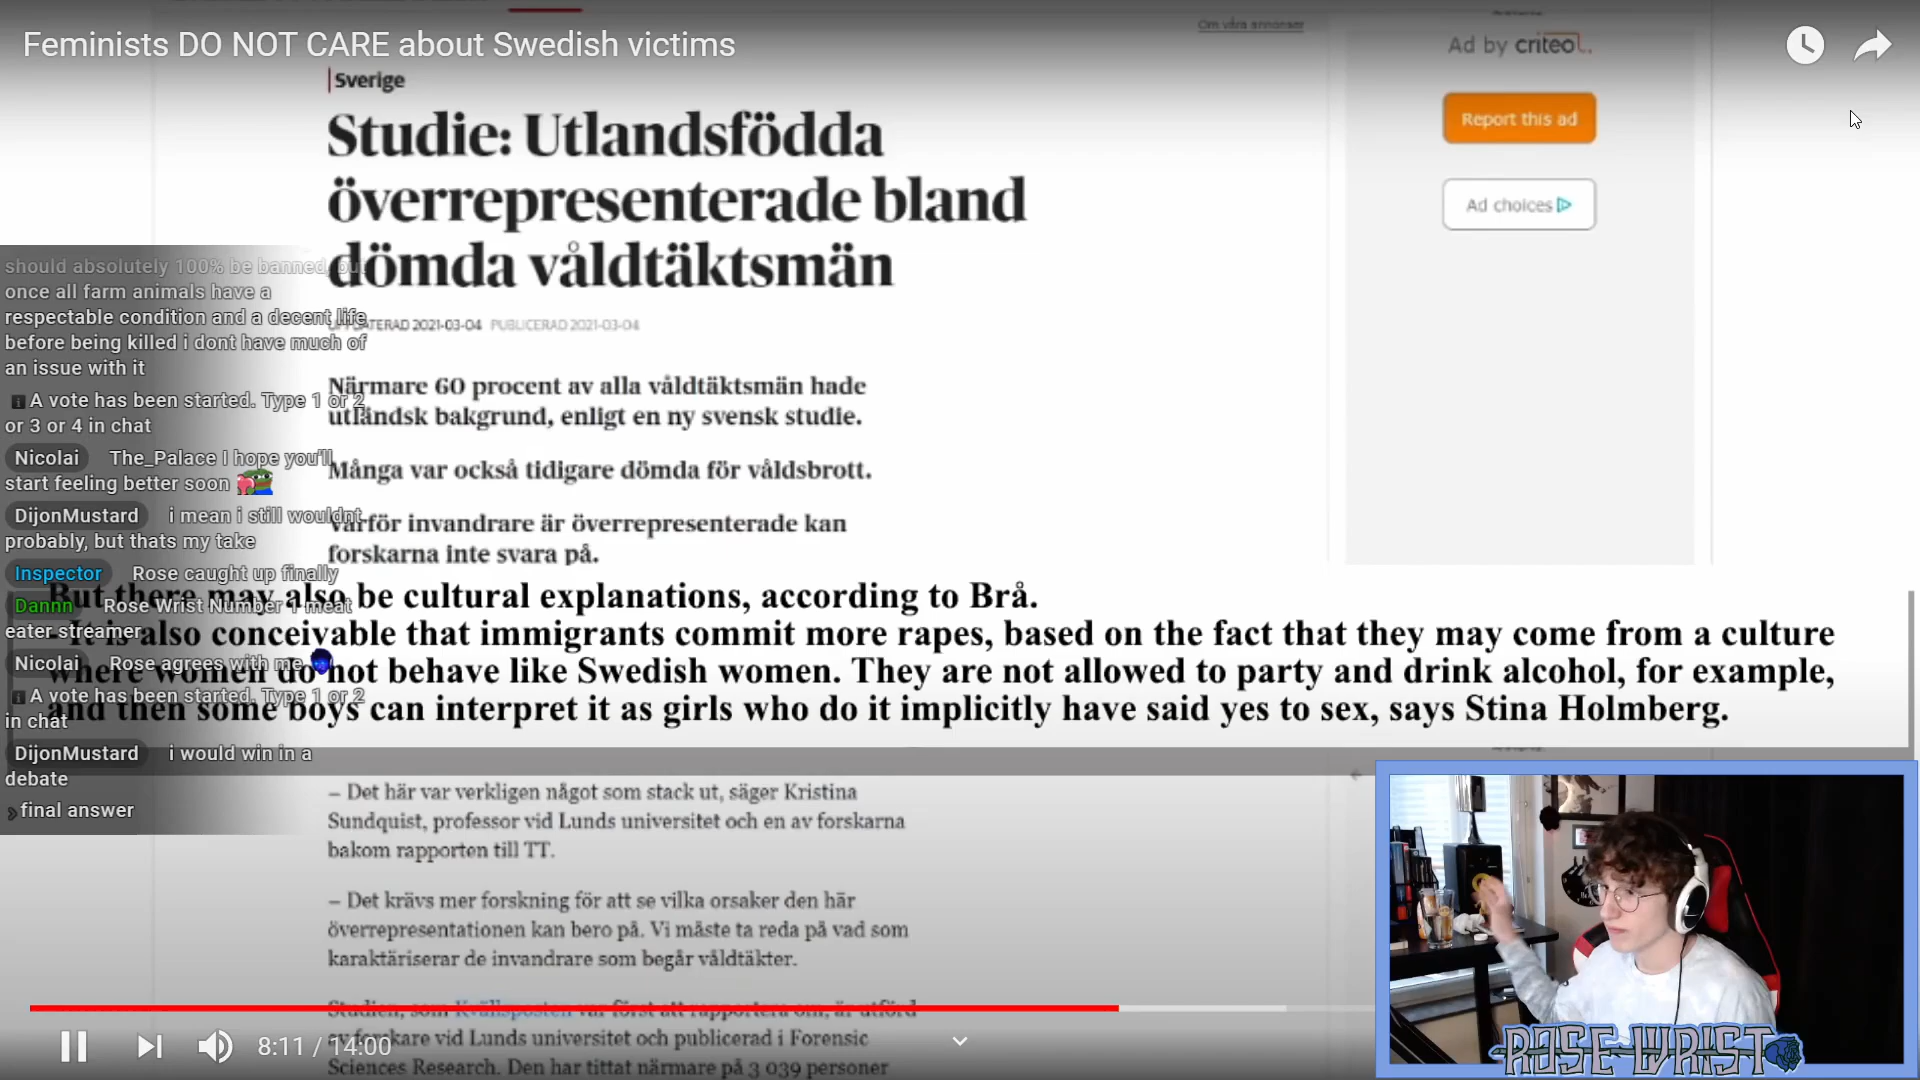 Feminists DO NOT CARE about Swedish victims
Om våra annonser
Ad by criteo
Report this ad
Ad choices
Sverige
Studie: Utlandsfödda
överrepresenterade bland
dömda våldtäktsmän
UPPDATERAD 2021-03-04 PUBLICERAD 2021-03-04
Närmare 60 procent av alla våldtäktsmän hade
utländsk bakgrund, enligt en ny svensk studie.
Många var också tidigare dömda för våldsbrott.
Varför invandrare är överrepresenterade kan
forskarna inte svara på.
But there may also be cultural explanations, according to Brå.
- It is also conceivable that immigrants commit more rapes, based on the fact that they may come from a culture
where women do not behave like Swedish women. They are not allowed to party and drink alcohol, for example,
and then some boys can interpret it as girls who do it implicitly have said yes to sex, says Stina Holmberg.
– Det här var verkligen något som stack ut, säger Kristina
Sundquist, professor vid Lunds universitet och en av forskarna
bakom rapporten till TT.
– Det krävs mer forskning för att se vilka orsaker den här
överrepresentationen kan bero på. Vi måste ta reda på vad som
karaktäriserar de invandrare som begår våldtäkter.
Studien, som Kvällsposten var först att rapportera om, är utförd
av forskare vid Lunds universitet och publicerad i Forensic
Sciences Research. Den har tittat närmare på 3 039 personer
should absolutely 100% be banned, but
once all farm animals have a
respectable condition and a decent life
before being killed i dont have much of
an issue with it
A vote has been started. Type 1 or 2
or 3 or 4 in chat
Nicolai The_Palace I hope you'll
start feeling better soon
DijonMustard i mean i still wouldnt
probably, but thats my take
Inspector Rose caught up finally
Dannn Rose Wrist Number 1 meat
eater streamer
Nicolai Rose agrees with me
A vote has been started. Type 1 or 2
in chat
DijonMustard i would win in a
debate
final answer
8:11 / 14:00
ROSE WRIST